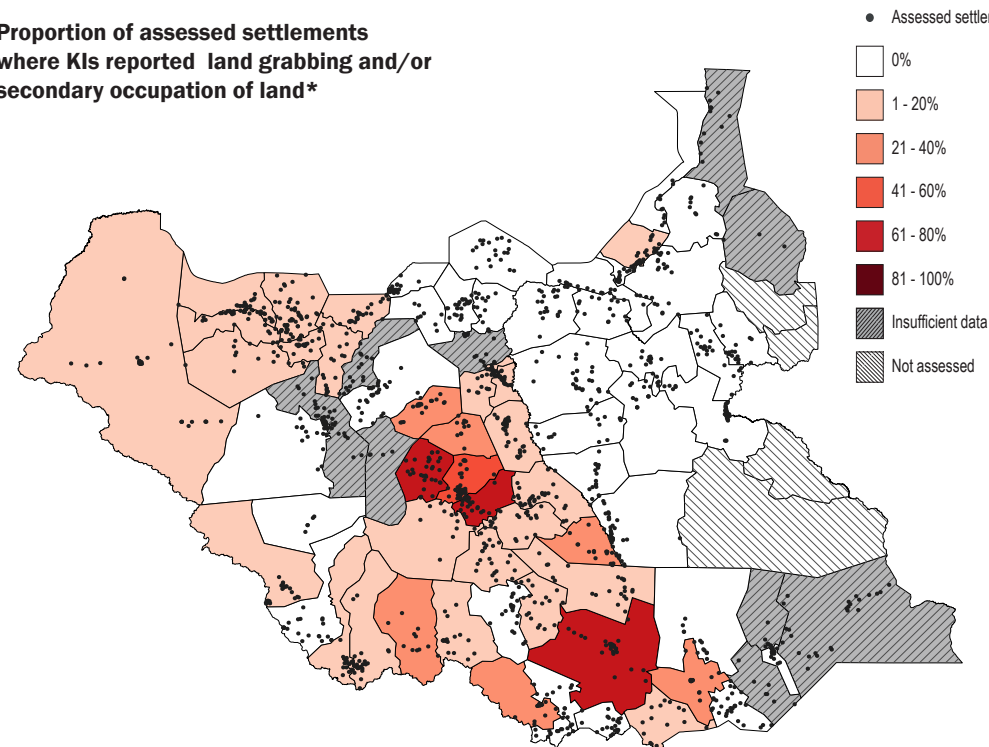 Proportion of assessed settlements
where KIs reported land grabbing and/or
secondary occupation of land*
Assessed
0%
1 - 20%
21 - 40%
41 - 60%
61 - 80%
81 - 100%
Insufficient data
Not assessed